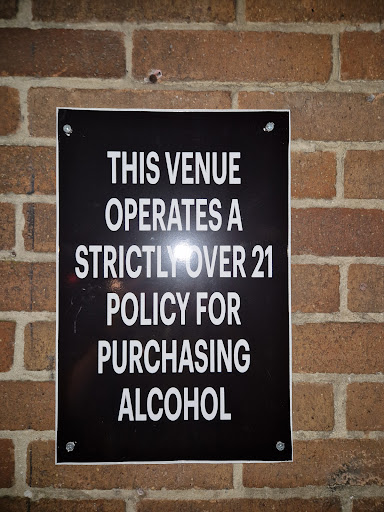 THIS VENUE
OPERATES A
STRICTLY OVER 21
POLICY FOR
PURCHASING
ALCOHOL